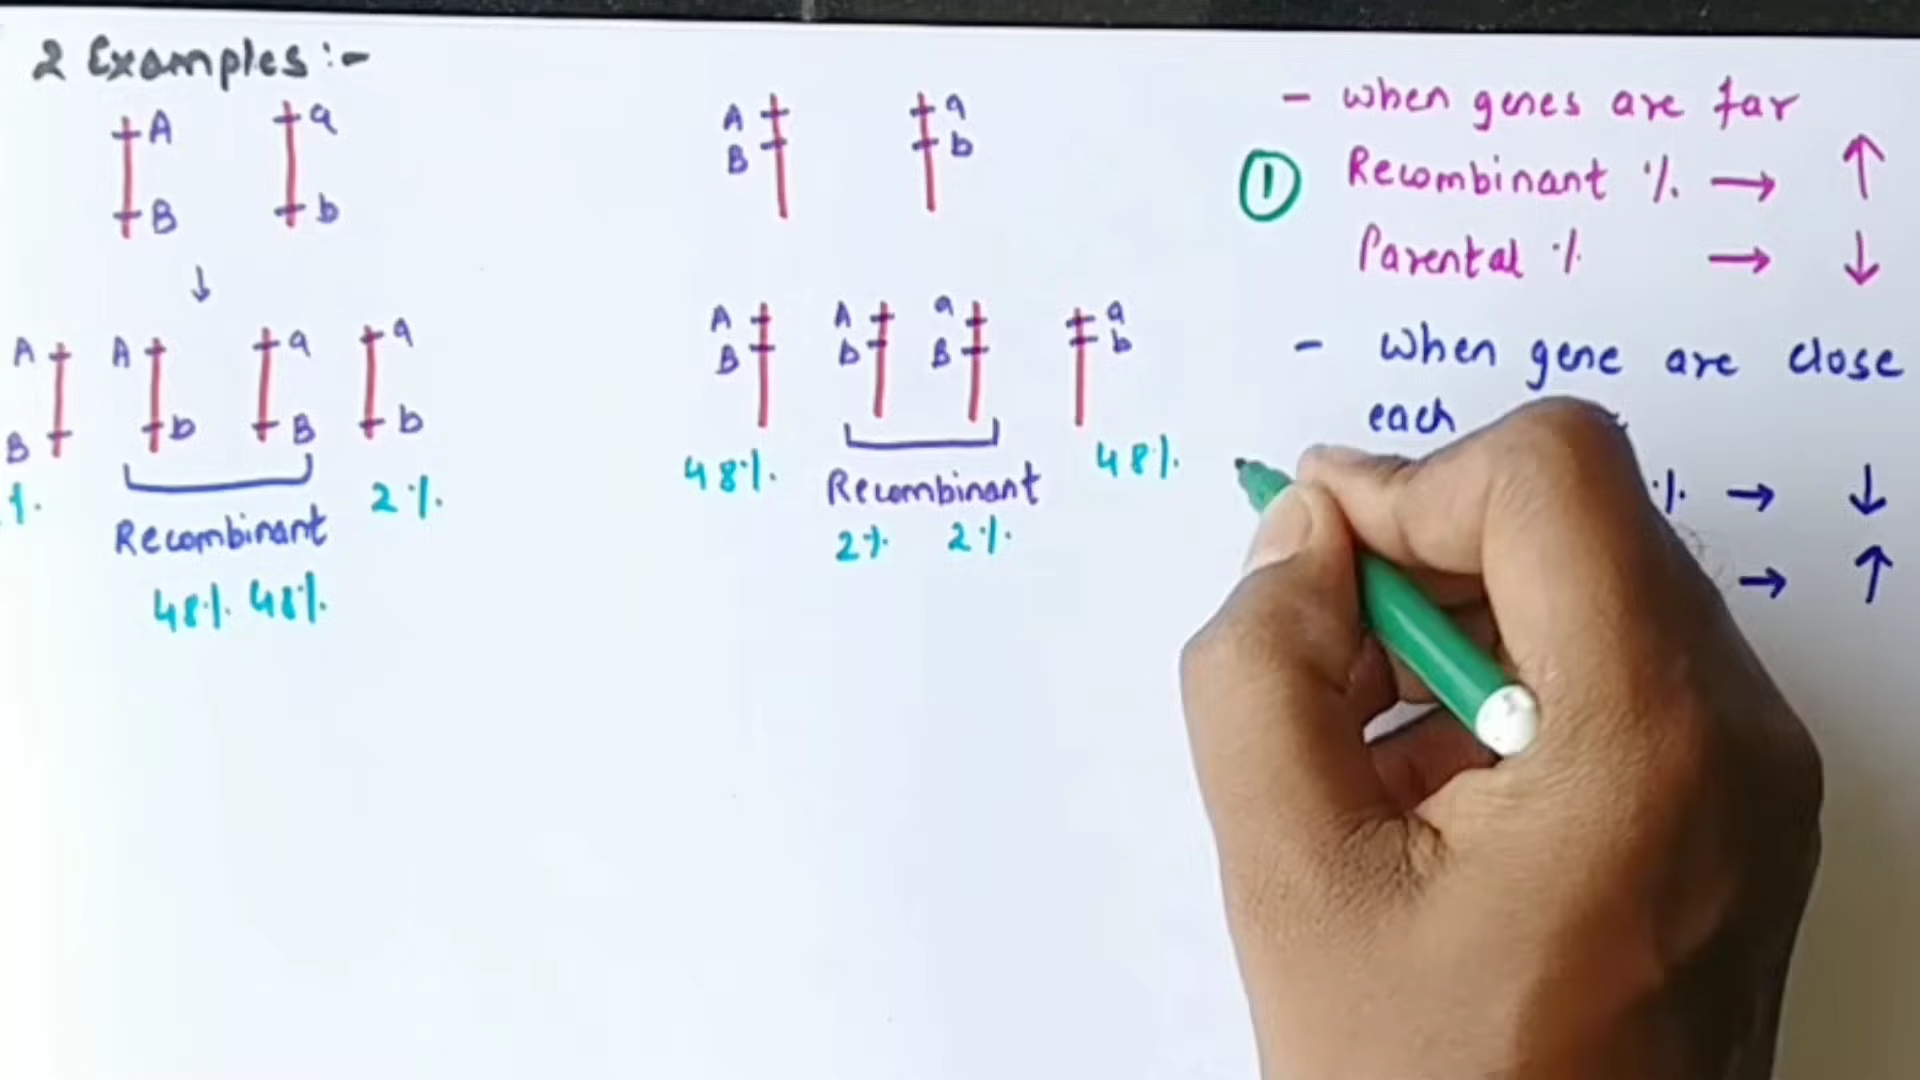 2 Examples :-
A a
B b
↓
A A a a
B b B b
%. 2%.
Recombinant
48%. 48%.
A a
B b
A A a a
B b B b
48%. 48%.
Recombinant
2%. 2%.
- when genes are far
① Recombinant %. → ↑
Parental % → ↓
- when gene are close
each
%. → ↓
→ ↑